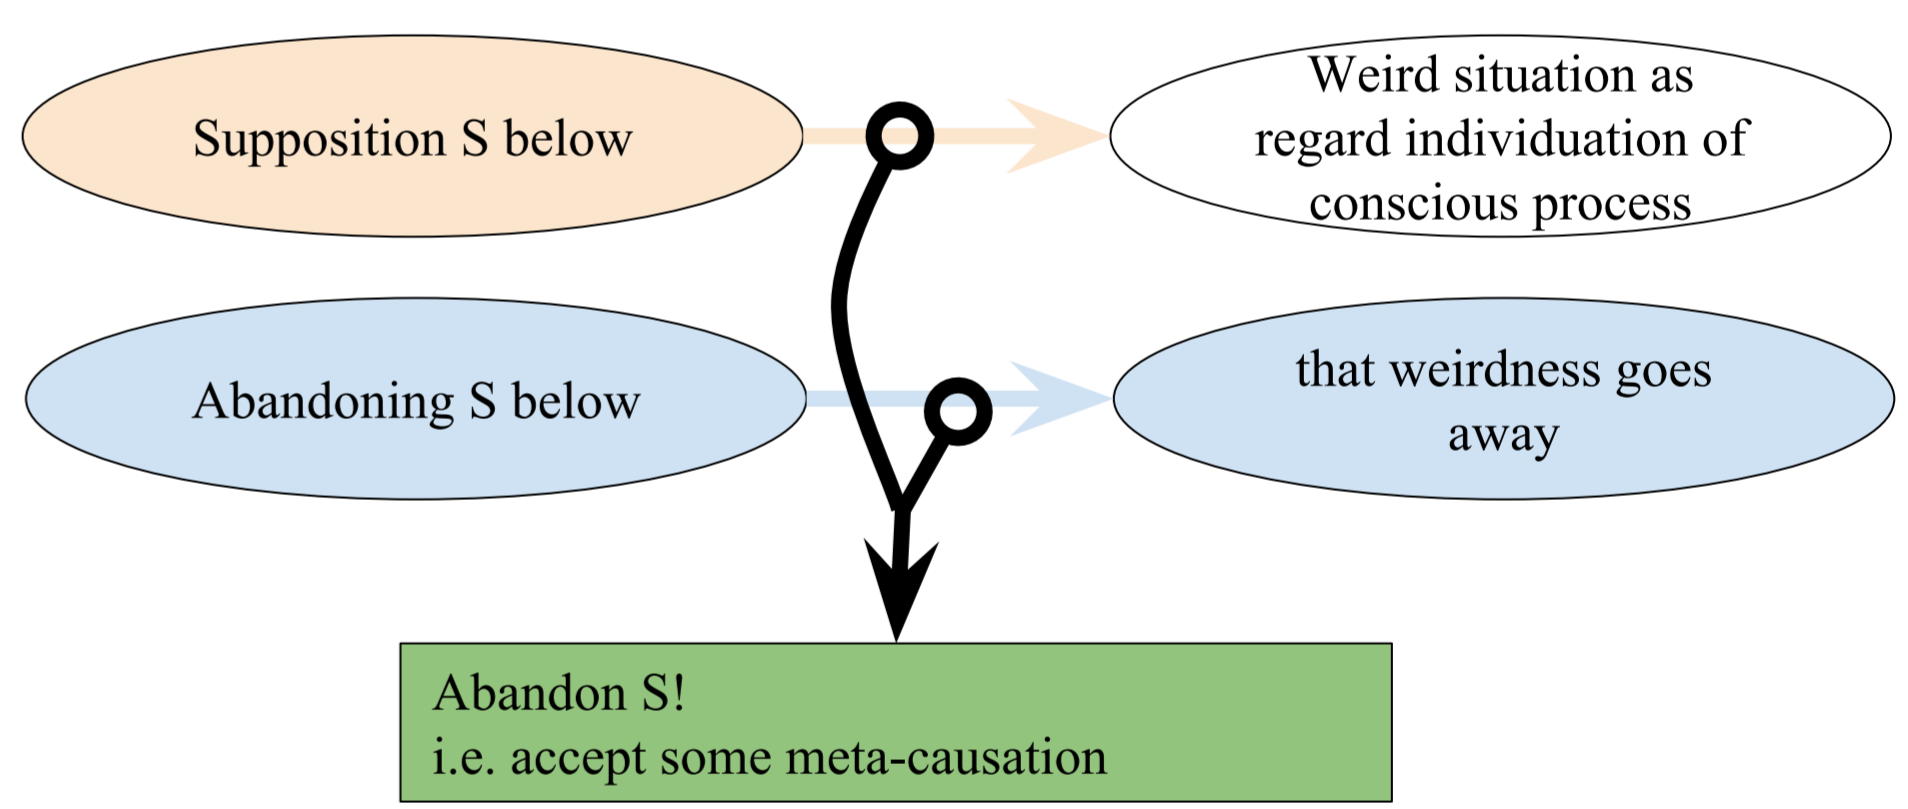 Supposition S below
Weird situation as
regard individuation of
conscious process
Abandoning S below
that weirdness goes
away
Abandon S!
i.e. accept some meta-causation